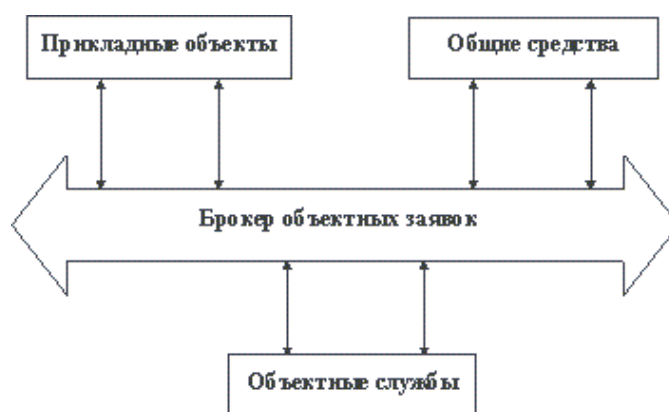 Прикладные объекты
Общие средства
Брокер объектных заявок
Объектные службы